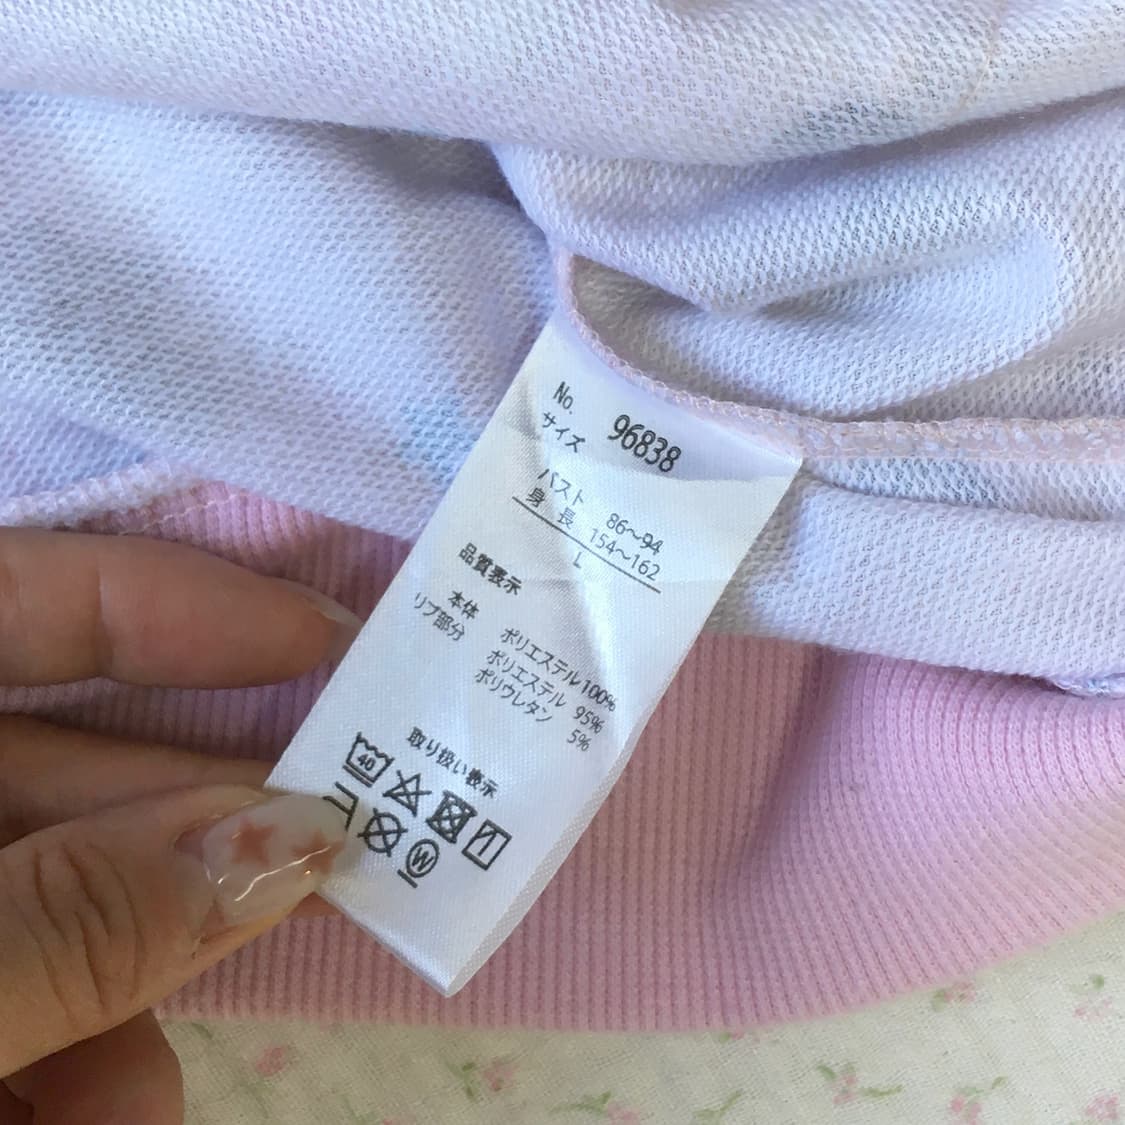 No. 96838
サイズ
バスト 86～94
身長 154～162
L
品質表示
本体 ポリエステル100%
リブ部分 ポリエステル 95%
ポリウレタン 5%
取り扱い表示
40
W